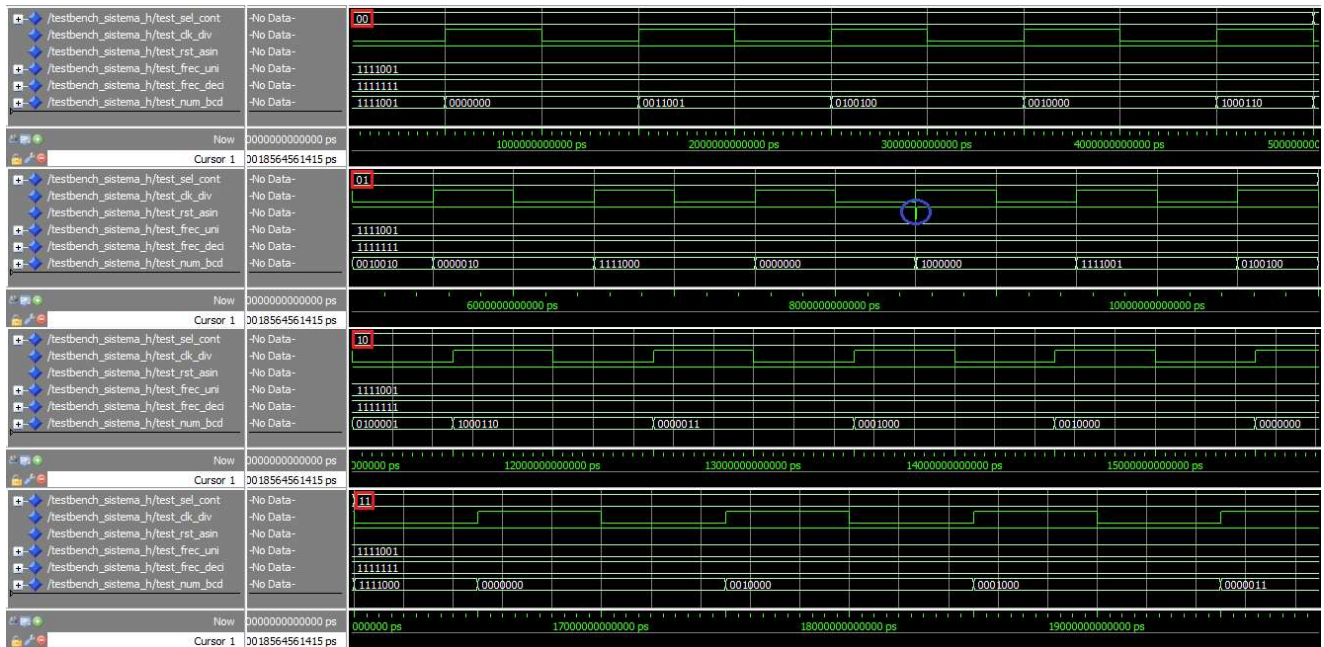 /testbench_sistema_h/test_sel_cont -No Data- 00
/testbench_sistema_h/test_clk_div -No Data-
/testbench_sistema_h/test_rst_asin -No Data-
/testbench_sistema_h/test_frec_uni -No Data- 1111001
/testbench_sistema_h/test_frec_deci -No Data- 1111111
/testbench_sistema_h/test_num_bcd -No Data- 1111001 0000000 0011001 0100100 0010000 1000110
Now 0000000000000 ps 1000000000000 ps 2000000000000 ps 3000000000000 ps 4000000000000 ps 500000000
Cursor 1 0018564561415 ps
/testbench_sistema_h/test_sel_cont -No Data- 01
/testbench_sistema_h/test_clk_div -No Data-
/testbench_sistema_h/test_rst_asin -No Data-
/testbench_sistema_h/test_frec_uni -No Data- 1111001
/testbench_sistema_h/test_frec_deci -No Data- 1111111
/testbench_sistema_h/test_num_bcd -No Data- 0010010 0000010 1111000 0000000 1000000 1111001 0100100
Now 0000000000000 ps 6000000000000 ps 8000000000000 ps 10000000000000 ps
Cursor 1 0018564561415 ps
/testbench_sistema_h/test_sel_cont -No Data- 10
/testbench_sistema_h/test_clk_div -No Data-
/testbench_sistema_h/test_rst_asin -No Data-
/testbench_sistema_h/test_frec_uni -No Data- 1111001
/testbench_sistema_h/test_frec_deci -No Data- 1111111
/testbench_sistema_h/test_num_bcd -No Data- 0100001 1000110 0000011 0001000 0010000 0000000
Now 0000000000000 ps 000000 ps 12000000000000 ps 13000000000000 ps 14000000000000 ps 15000000000000 ps
Cursor 1 0018564561415 ps
/testbench_sistema_h/test_sel_cont -No Data- 11
/testbench_sistema_h/test_clk_div -No Data-
/testbench_sistema_h/test_rst_asin -No Data-
/testbench_sistema_h/test_frec_uni -No Data- 1111001
/testbench_sistema_h/test_frec_deci -No Data- 1111111
/testbench_sistema_h/test_num_bcd -No Data- 1111000 0000000 0010000 0001000 0000011
Now 0000000000000 ps 000000 ps 17000000000000 ps 18000000000000 ps 19000000000000 ps
Cursor 1 0018564561415 ps